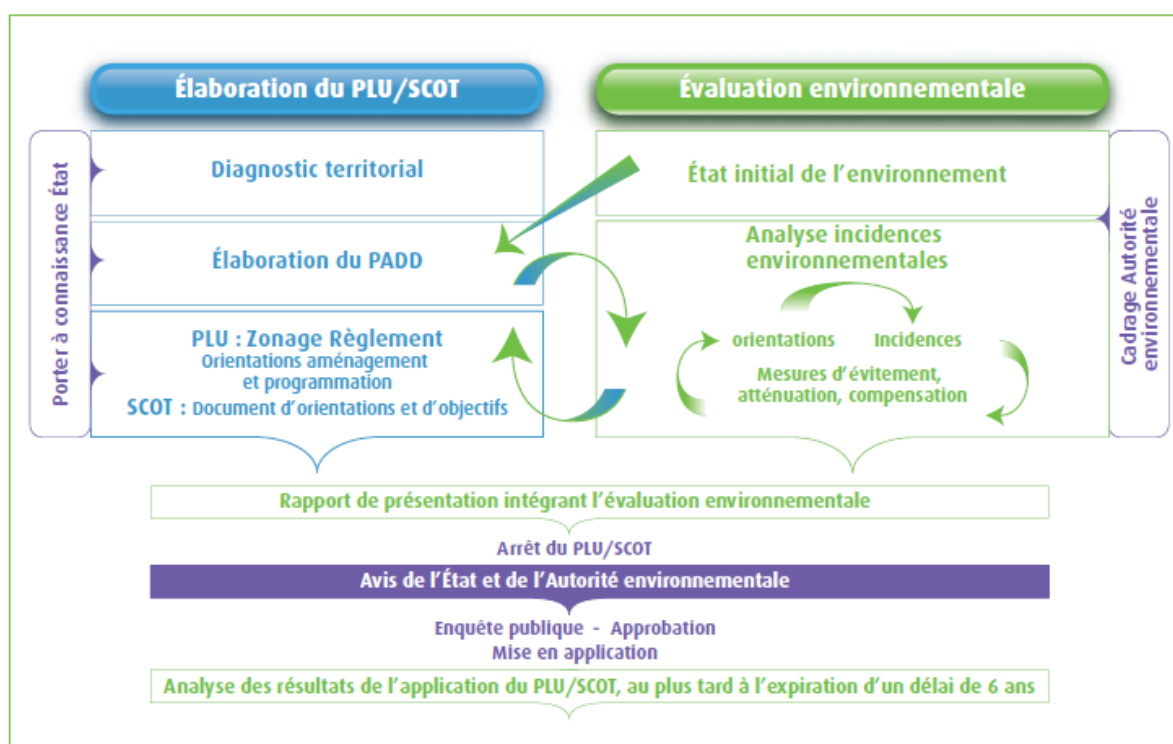 Élaboration du PLU/SCOT
Évaluation environnementale
Porter à connaissance État
Diagnostic territorial
État initial de l'environnement
Cadrage Autorité
environnementale
Élaboration du PADD
Analyse incidences
environnementales
orientations
Incidences
Mesures d'évitement,
atténuation, compensation
PLU : Zonage Règlement
Orientations aménagement
et programmation
SCOT : Document d'orientations et d'objectifs
Rapport de présentation intégrant l'évaluation environnementale
Arrêt du PLU/SCOT
Avis de l'État et de l'Autorité environnementale
Enquête publique - Approbation
Mise en application
Analyse des résultats de l'application du PLU/SCOT, au plus tard à l'expiration d'un délai de 6 ans